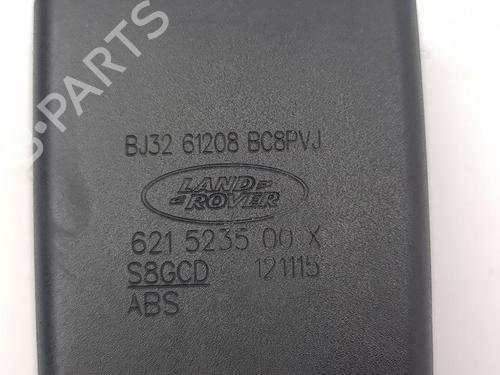 B-PARTS
BJ32 61208 BC8PVJ
LAND
ROVER
621 5235 00 X
S8GCD 121115
ABS